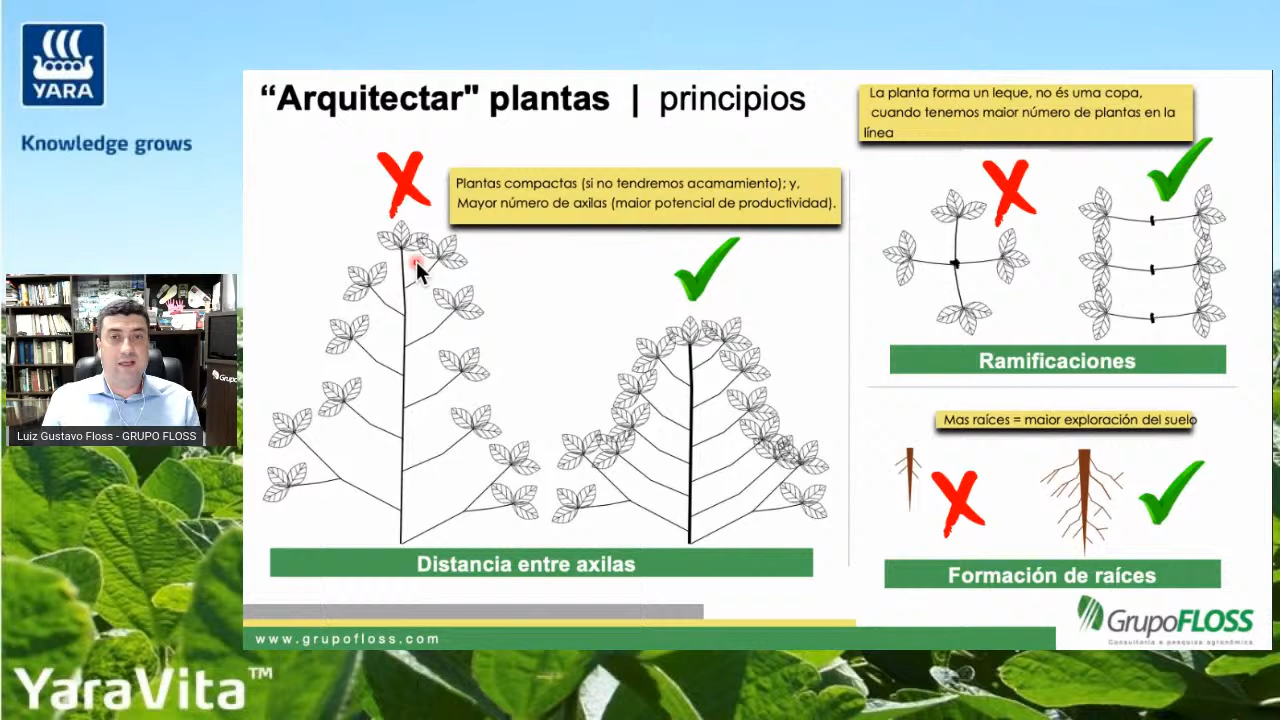 YARA
Knowledge grows
“Arquitectar" plantas | principios
Plantas compactas (si no tendremos acamamiento); y,
Mayor número de axilas (maior potencial de productividad).
La planta forma un leque, no és uma copa,
cuando tenemos maior número de plantas en la
línea
Ramificaciones
Mas raíces = maior exploración del suelo
Distancia entre axilas
Formación de raíces
Luiz Gustavo Floss - GRUPO FLOSS
Grupo
www.grupofloss.com
GrupoFLOSS
Consultoria e pesquisa agronômica
YaraVita™